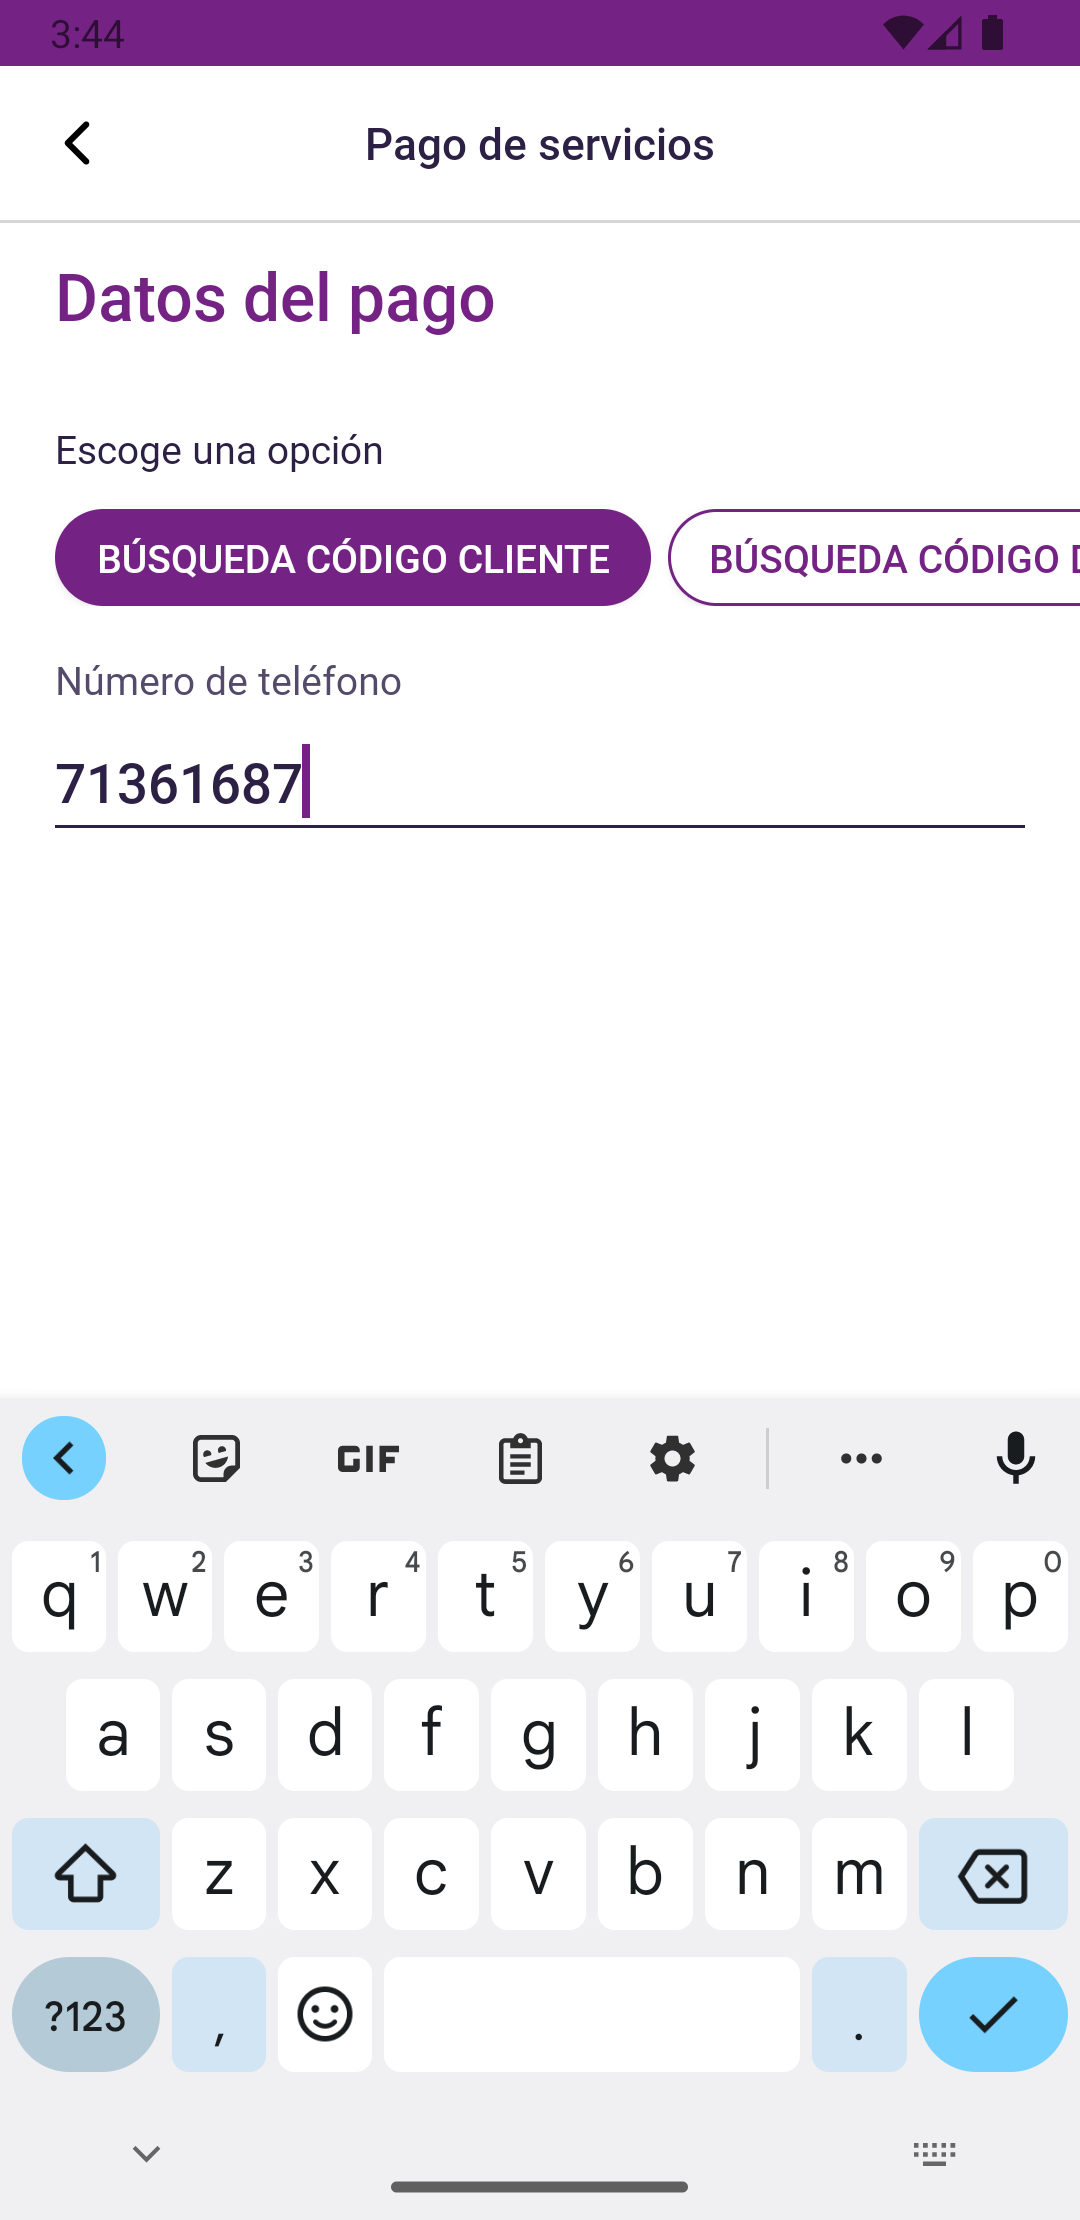 3:44
Pago de servicios
Datos del pago
Escoge una opción
BÚSQUEDA CÓDIGO CLIENTE
BÚSQUEDA CÓDIGO
Número de teléfono
71361687
GIF
1 2 3 4 5 6 7 8 9 0
q w e r t y u i o p
a s d f g h j k l
z x c v b n m
?123 , .